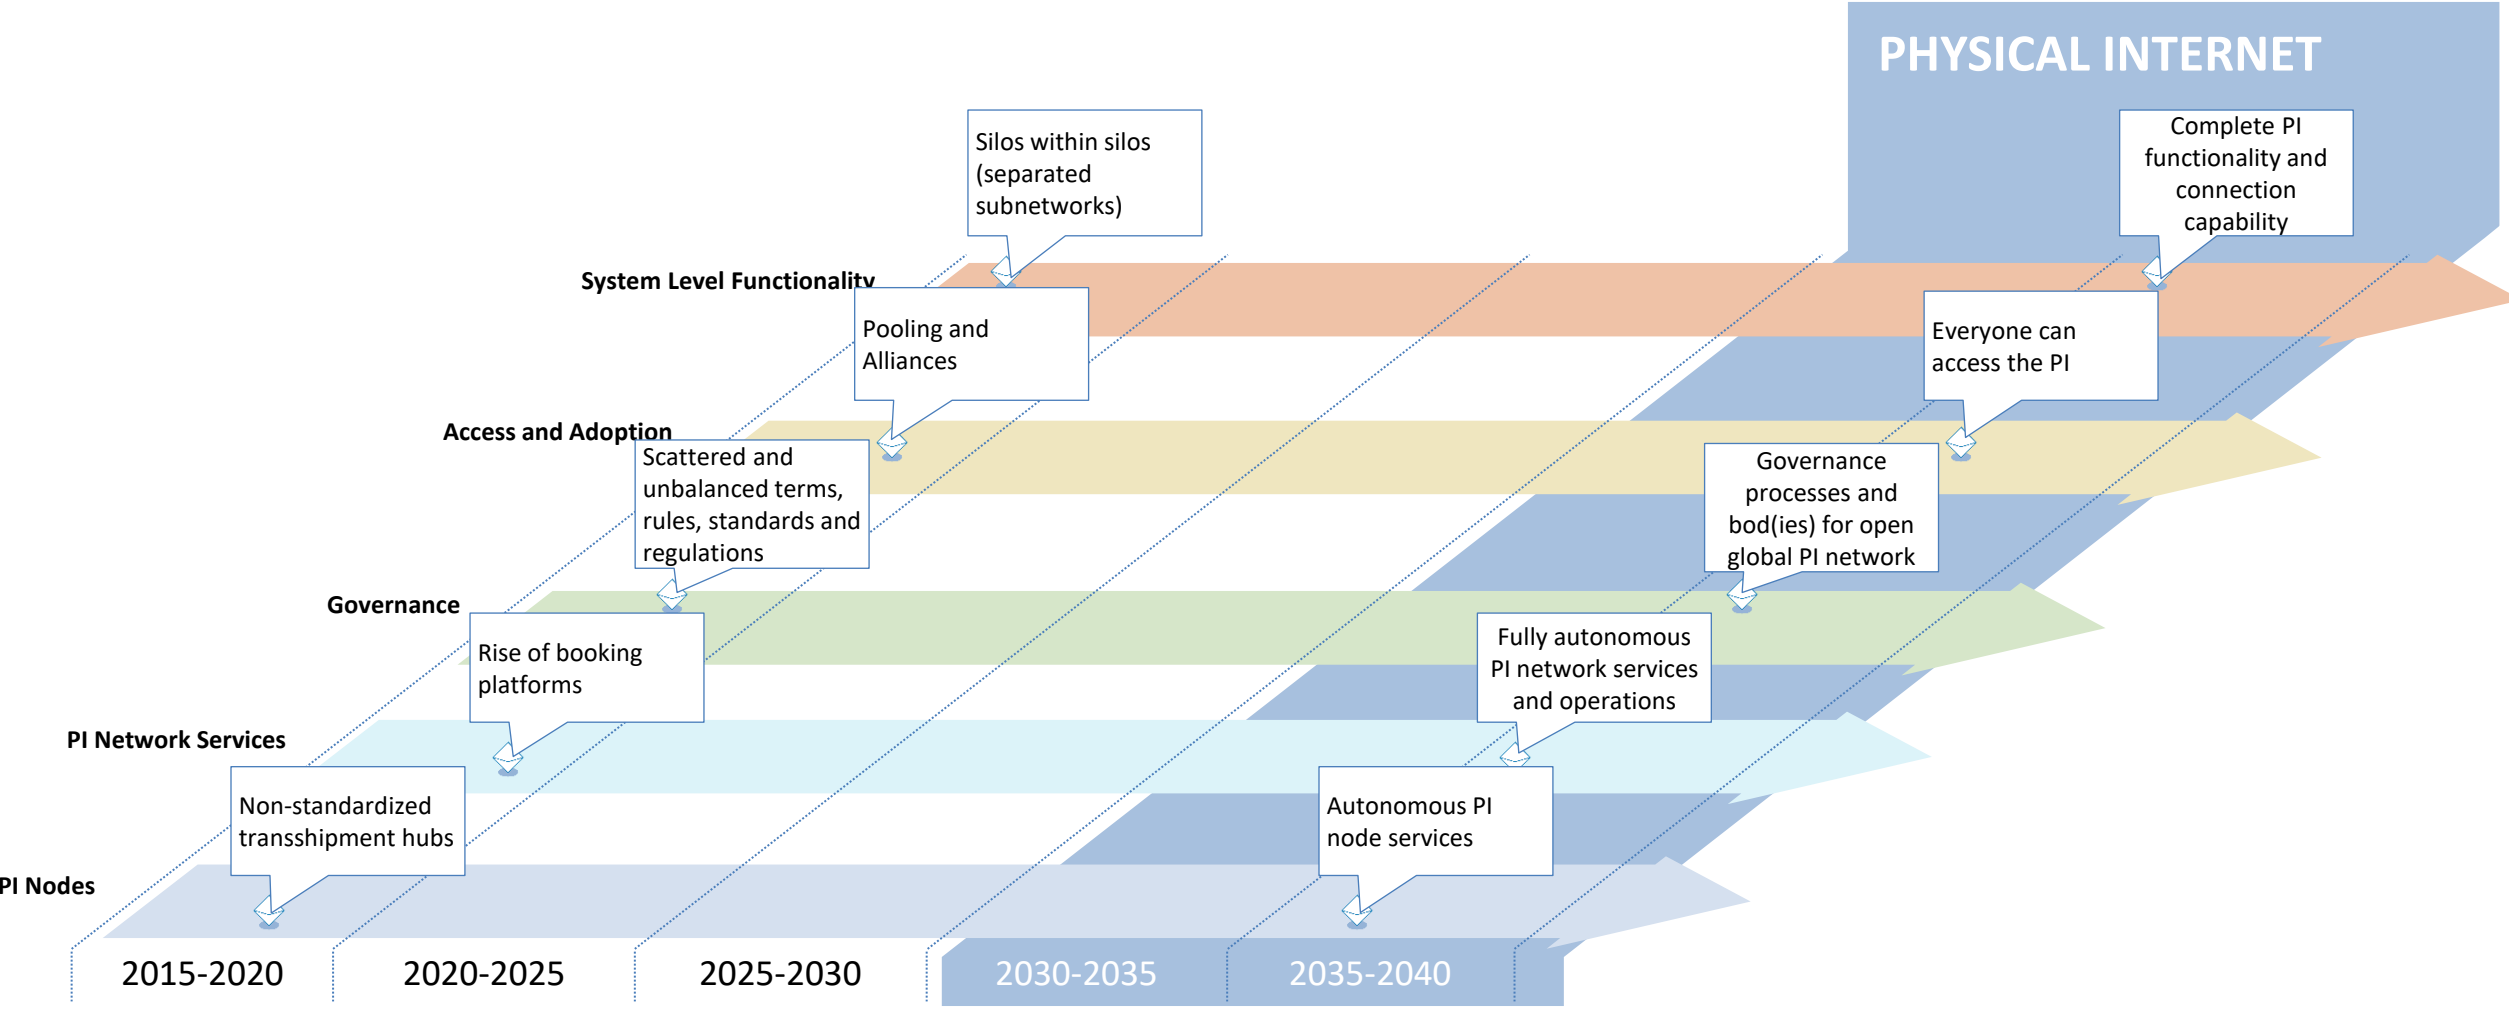 PHYSICAL INTERNET
Silos within silos
(separated
subnetworks)
Complete PI
functionality and
connection
capability
System Level Functionality
Pooling and
Alliances
Everyone can
access the PI
Access and Adoption
Scattered and
unbalanced terms,
rules, standards and
regulations
Governance
processes and
bod(ies) for open
global PI network
Governance
Rise of booking
platforms
Fully autonomous
PI network services
and operations
PI Network Services
Non-standardized
transshipment hubs
Autonomous PI
node services
PI Nodes
2015-2020
2020-2025
2025-2030
2030-2035
2035-2040